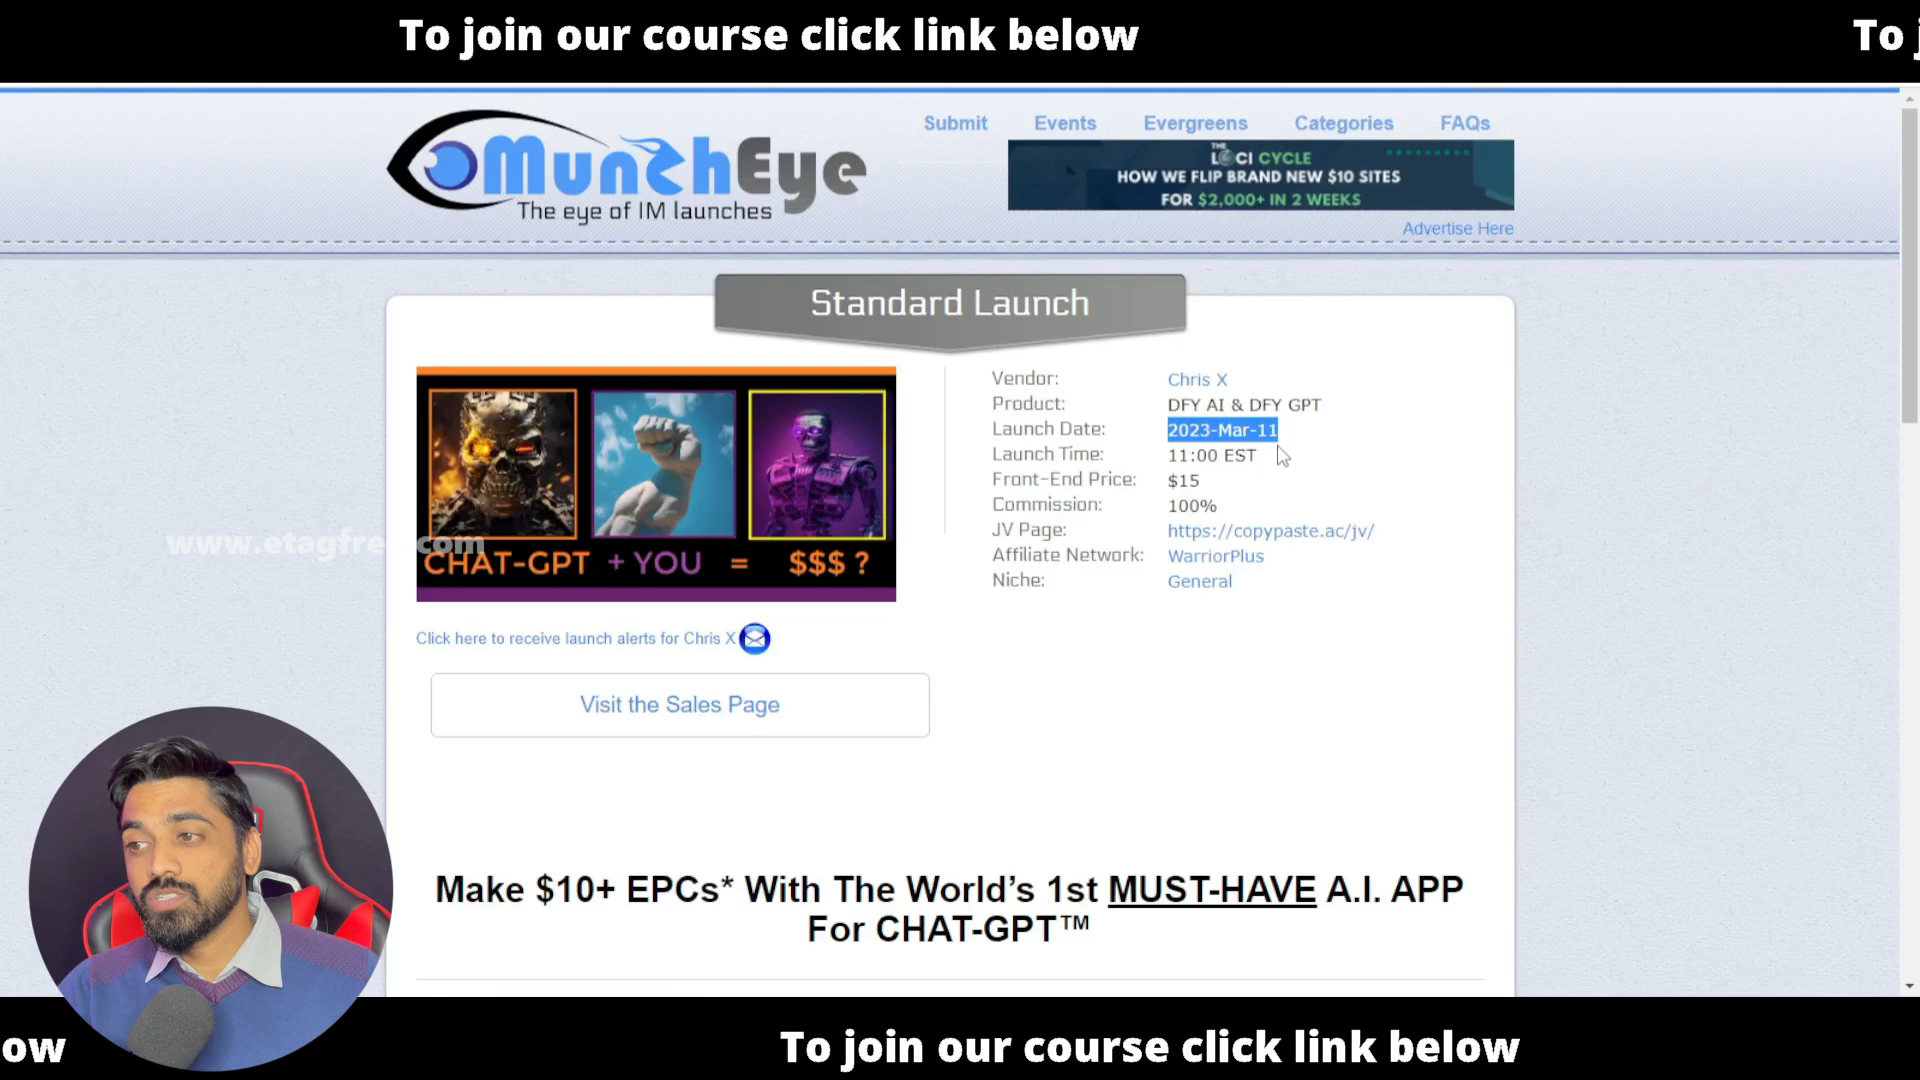 To join our course click link below
To j
Submit
Events
Evergreens
Categories
FAQs
MunchEye
The eye of IM launches
THE
LOCI CYCLE
HOW WE FLIP BRAND NEW $10 SITES
FOR $2,000+ IN 2 WEEKS
Advertise Here
Standard Launch
Vendor: Chris X
Product: DFY AI & DFY GPT
Launch Date: 2023-Mar-11
Launch Time: 11:00 EST
Front-End Price: $15
Commission: 100%
JV Page: https://copypaste.ac/jv/
Affiliate Network: WarriorPlus
Niche: General
www.etagfre com
CHAT-GPT + YOU = $$$ ?
Click here to receive launch alerts for Chris X
Visit the Sales Page
Make $10+ EPCs* With The World’s 1st MUST-HAVE A.I. APP
For CHAT-GPT™
ow
To join our course click link below